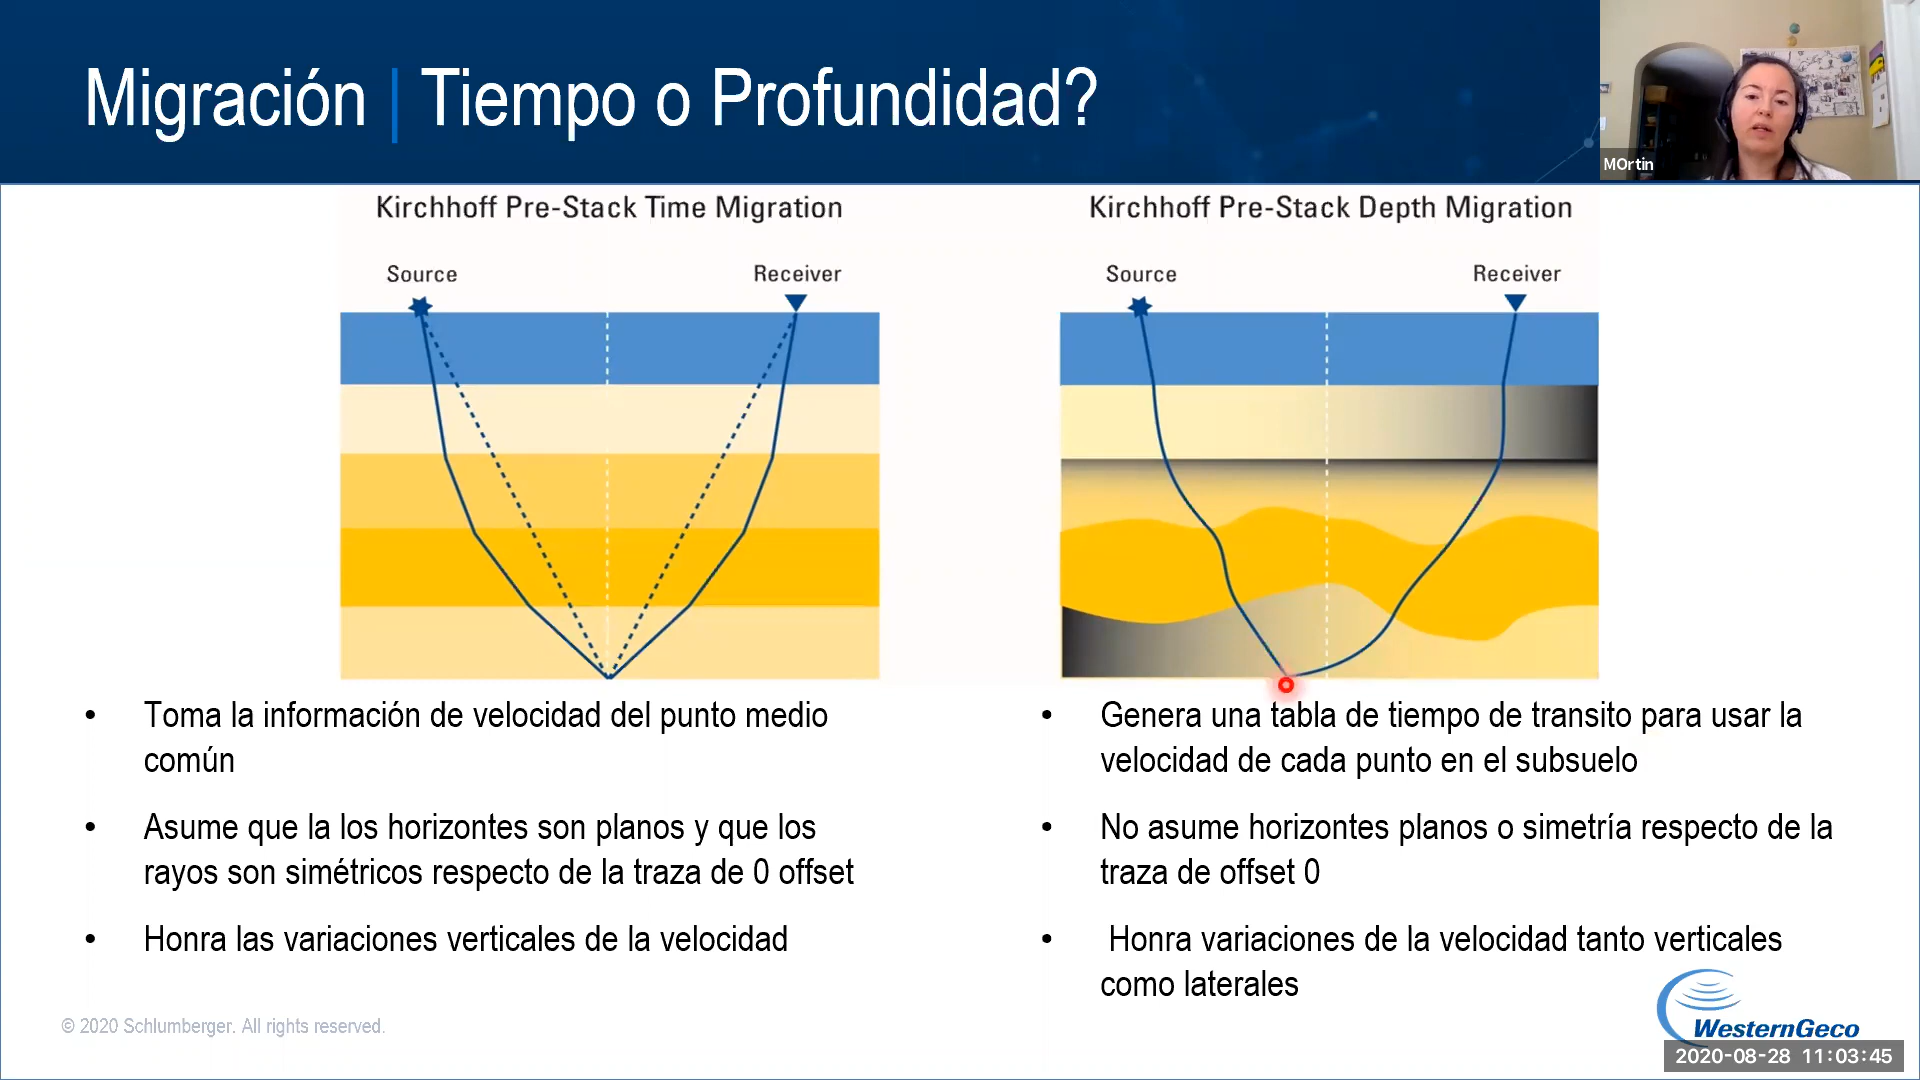 Migración | Tiempo o Profundidad?
MOrtin
Kirchhoff Pre-Stack Time Migration
Source
Receiver
Kirchhoff Pre-Stack Depth Migration
Source
Receiver
• Toma la información de velocidad del punto medio
común
• Asume que la los horizontes son planos y que los
rayos son simétricos respecto de la traza de 0 offset
• Honra las variaciones verticales de la velocidad
• Genera una tabla de tiempo de transito para usar la
velocidad de cada punto en el subsuelo
• No asume horizontes planos o simetría respecto de la
traza de offset 0
• Honra variaciones de la velocidad tanto verticales
como laterales
© 2020 Schlumberger. All rights reserved.
WesternGeco
2020-08-28 11:03:45